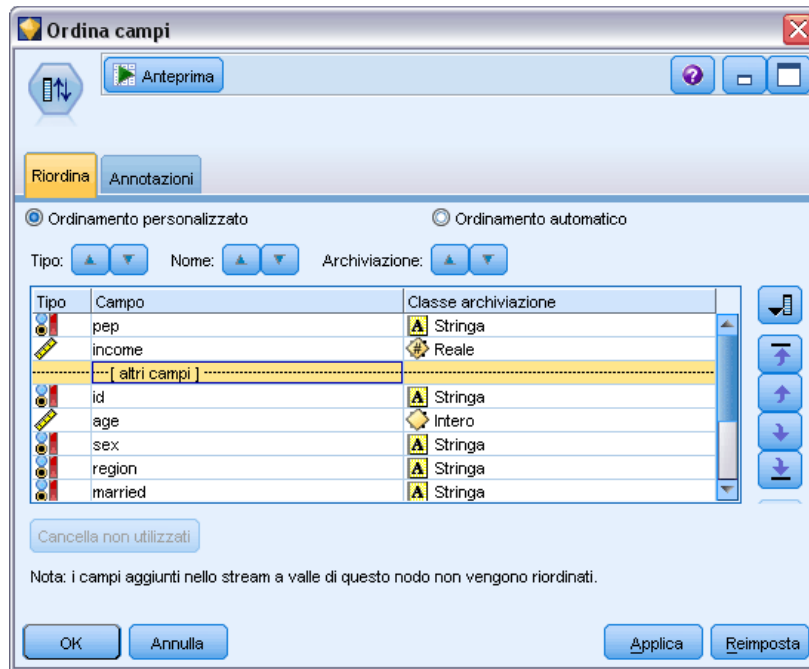 Ordina campi
Anteprima
Riordina Annotazioni
Ordinamento personalizzato Ordinamento automatico
Tipo: Nome: Archiviazione:
Tipo Campo Classe archiviazione
pep A Stringa
income # Reale
[ altri campi ]
id A Stringa
age Intero
sex A Stringa
region A Stringa
married A Stringa
Cancella non utilizzati
Nota: i campi aggiunti nello stream a valle di questo nodo non vengono riordinati.
OK Annulla Applica Reimposta